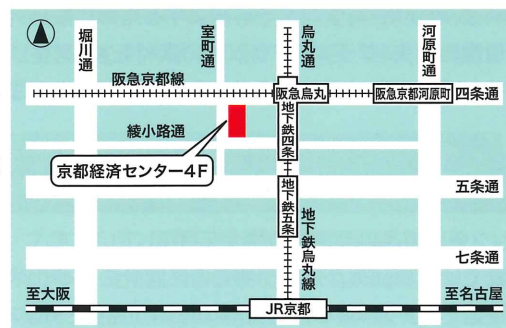 堀川通
室町通
烏丸通
河原町通
阪急京都線
阪急烏丸
阪急京都河原町
四条通
地下鉄四条
綾小路通
京都経済センター4F
地下鉄五条
五条通
地下鉄烏丸線
七条通
至大阪
至名古屋
JR京都